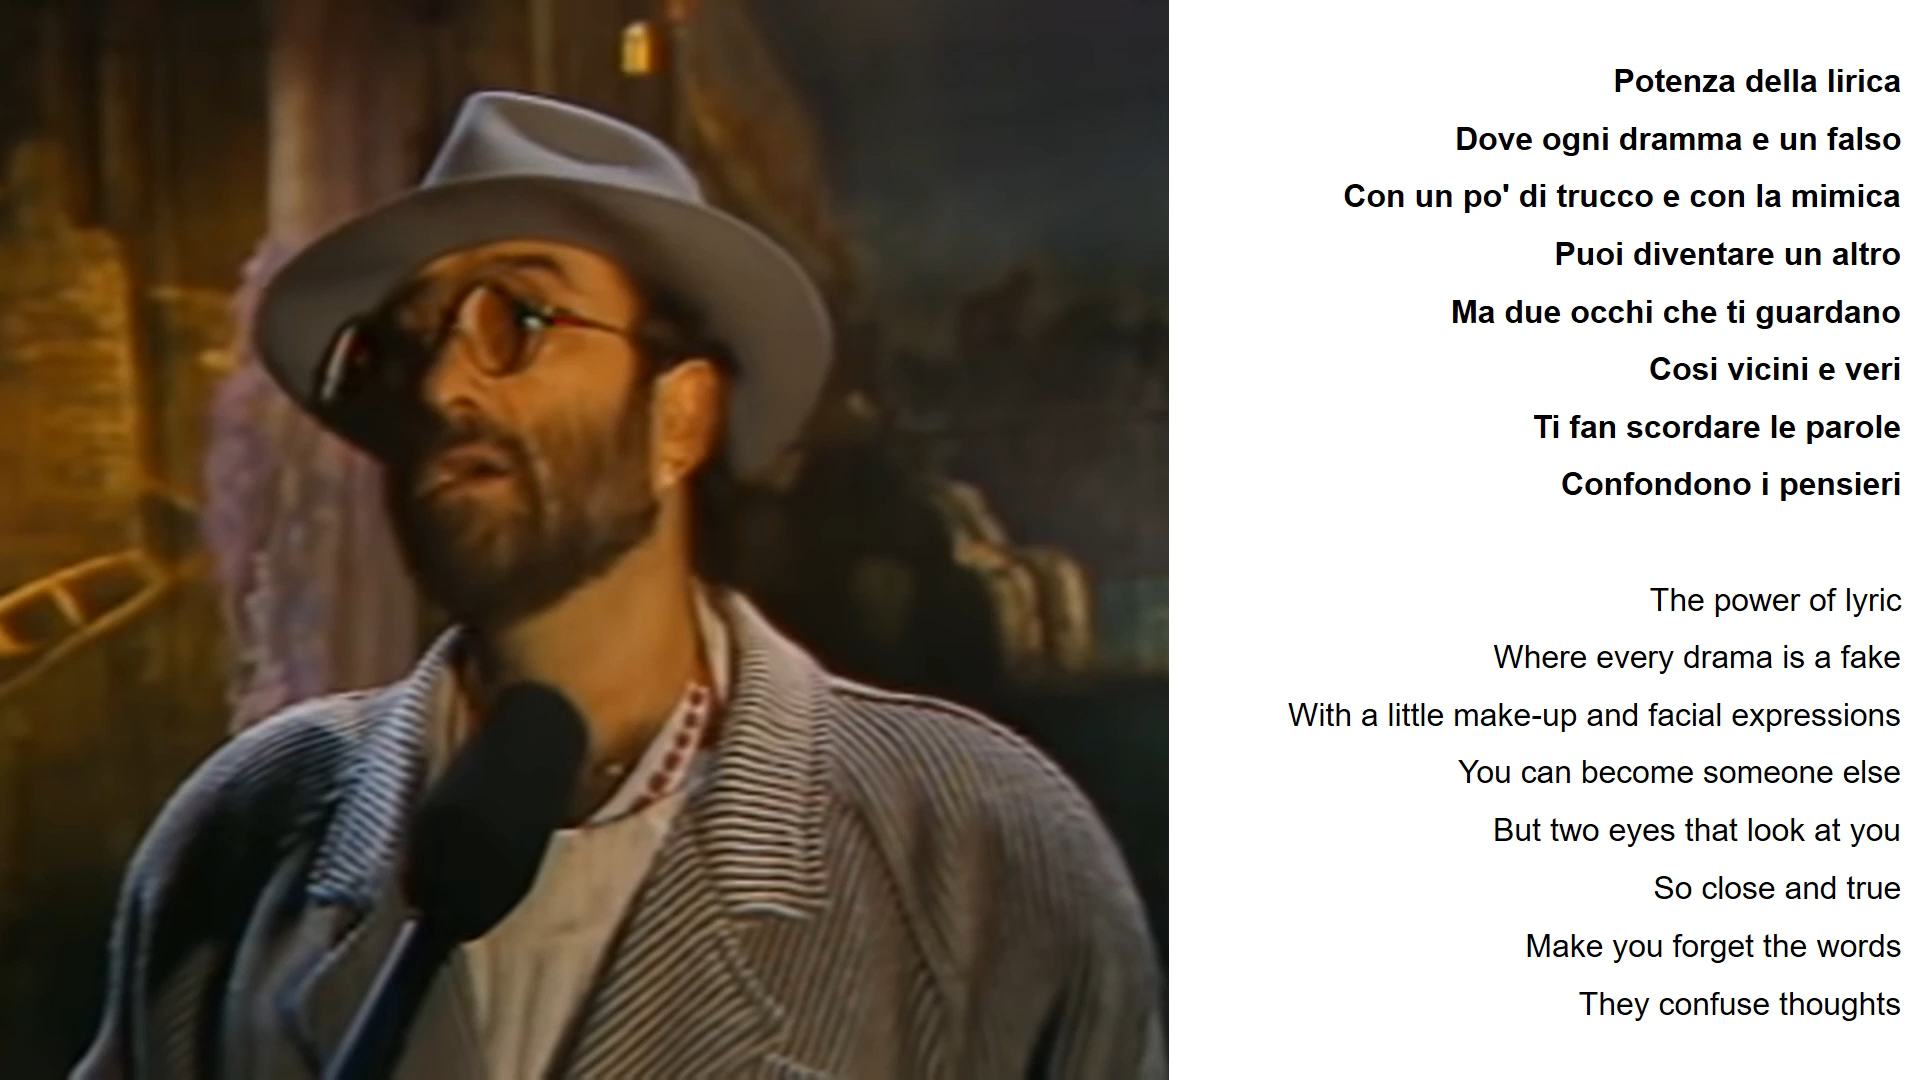 Potenza della lirica
Dove ogni dramma e un falso
Con un po' di trucco e con la mimica
Puoi diventare un altro
Ma due occhi che ti guardano
Cosi vicini e veri
Ti fan scordare le parole
Confondono i pensieri
The power of lyric
Where every drama is a fake
With a little make-up and facial expressions
You can become someone else
But two eyes that look at you
So close and true
Make you forget the words
They confuse thoughts